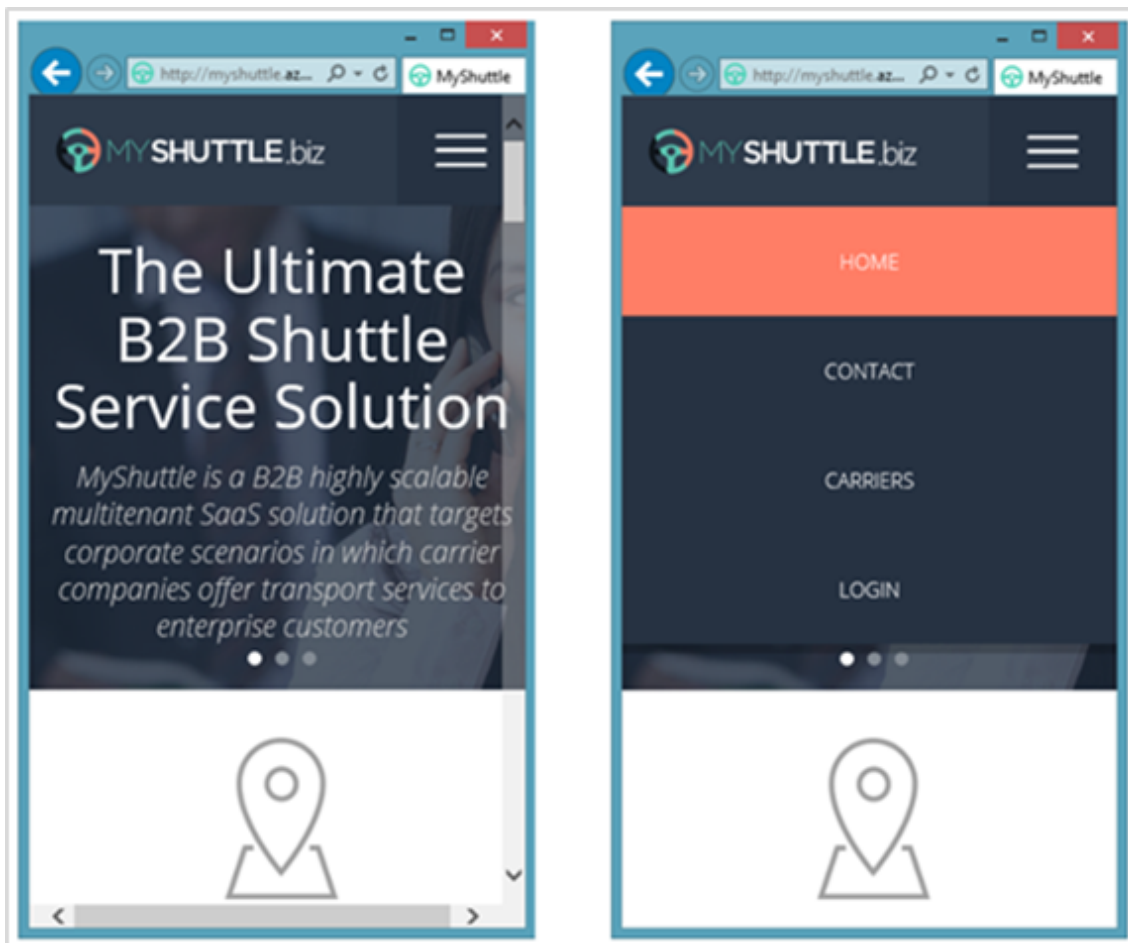 http://myshuttle.az...
MyShuttle
MYSHUTTLE.biz
The Ultimate
B2B Shuttle
Service Solution
MyShuttle is a B2B highly scalable
multitenant SaaS solution that targets
corporate scenarios in which carrier
companies offer transport services to
enterprise customers
http://myshuttle.az...
MyShuttle
MYSHUTTLE.biz
HOME
CONTACT
CARRIERS
LOGIN